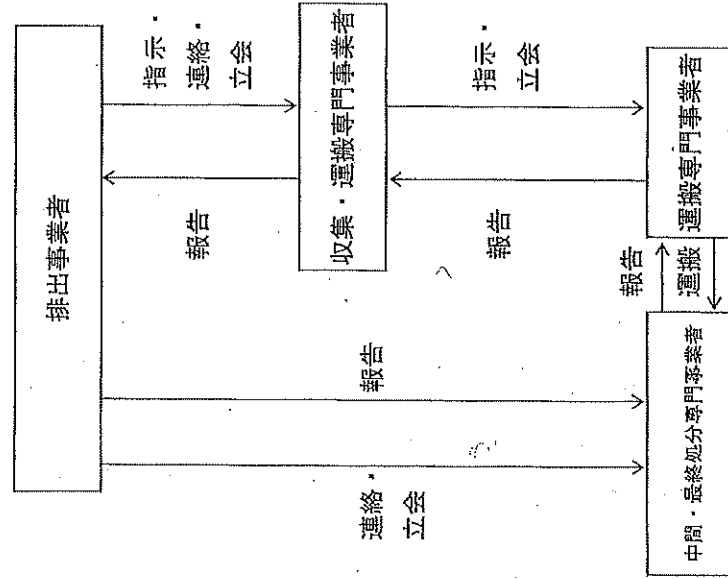 排出事業者
指示・
連絡・
立会
報告
収集・運搬専門事業者
連絡・
立会
報告
報告
指示・
立会
報告
運搬
中間・最終処分専門事業者
運搬専門事業者